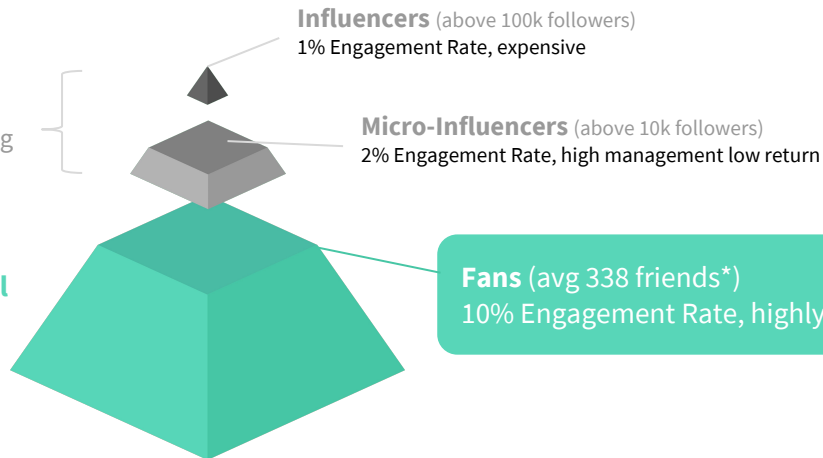 Influencers (above 100k followers)
1% Engagement Rate, expensive
Micro-Influencers (above 10k followers)
2% Engagement Rate, high management low return
Fans (avg 338 friends*)
10% Engagement Rate, highly